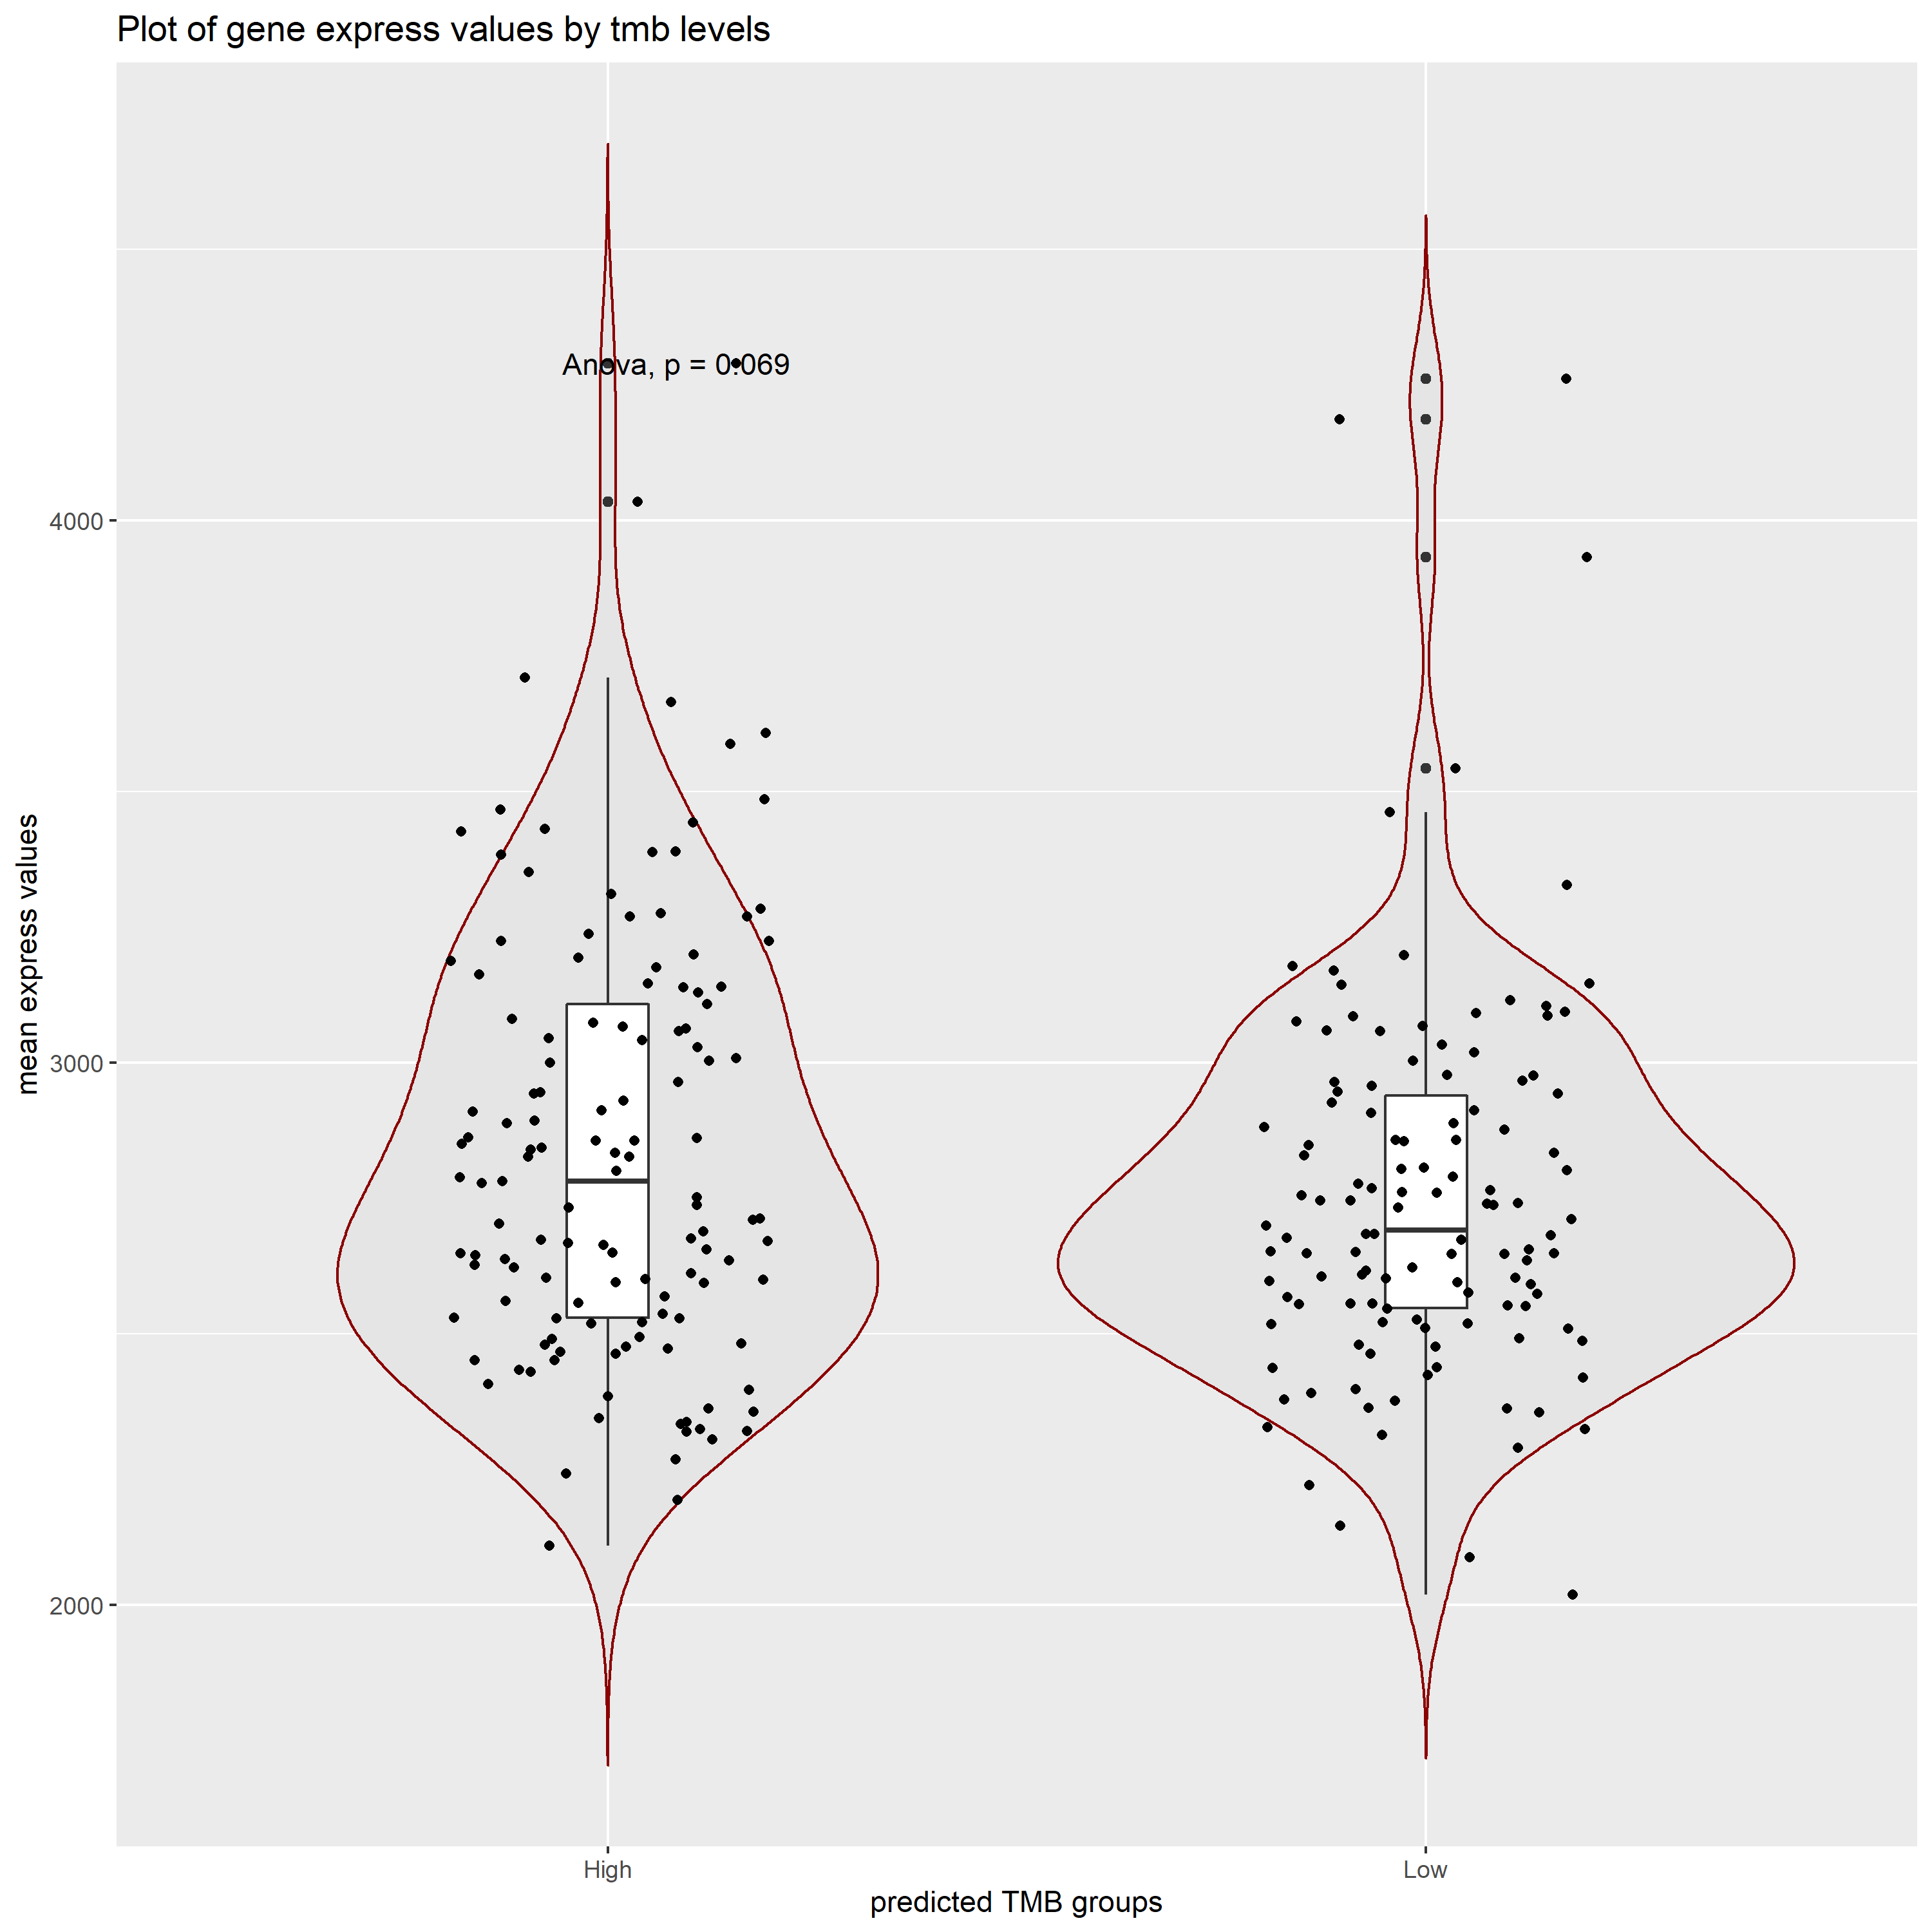 Plot of gene express values by tmb levels
Anova, p = 0.069
4000
3000
2000
mean express values
High
Low
predicted TMB groups